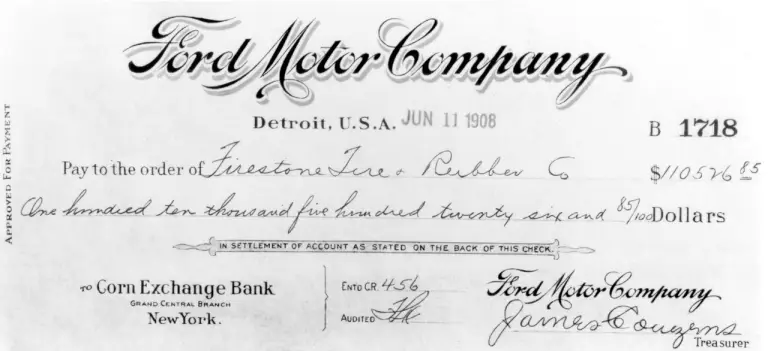 Ford Motor Company
Detroit, U.S.A. JUN 11 1908
B 1718
APPROVED FOR PAYMENT
Pay to the order of Firestone Tire & Rubber Co $110526 85
One hundred ten thousand five hundred twenty six and 85/100 Dollars
IN SETTLEMENT OF ACCOUNT AS STATED ON THE BACK OF THIS CHECK.
TO Corn Exchange Bank
GRAND CENTRAL BRANCH
New York.
ENTD CR. 456
AUDITED
Ford Motor Company
James Couzens
Treasurer